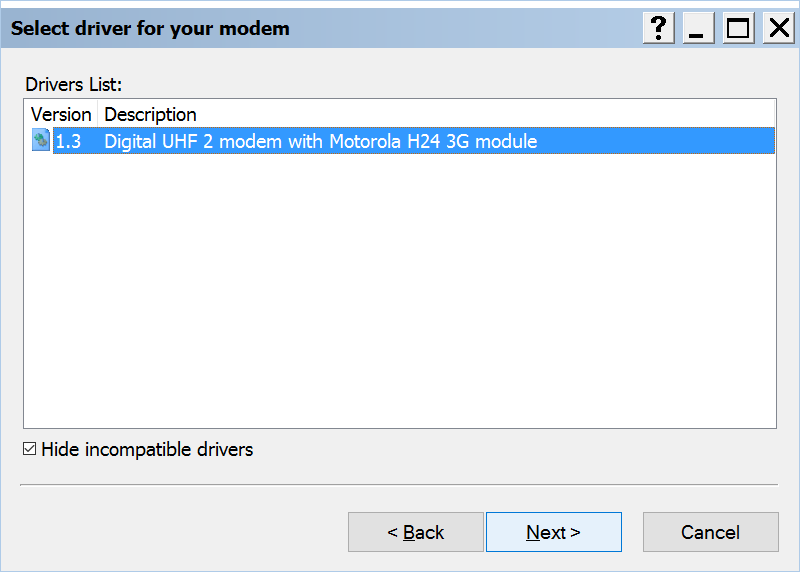 Select driver for your modem
Drivers List:
Version Description
1.3 Digital UHF 2 modem with Motorola H24 3G module
Hide incompatible drivers
< Back Next > Cancel